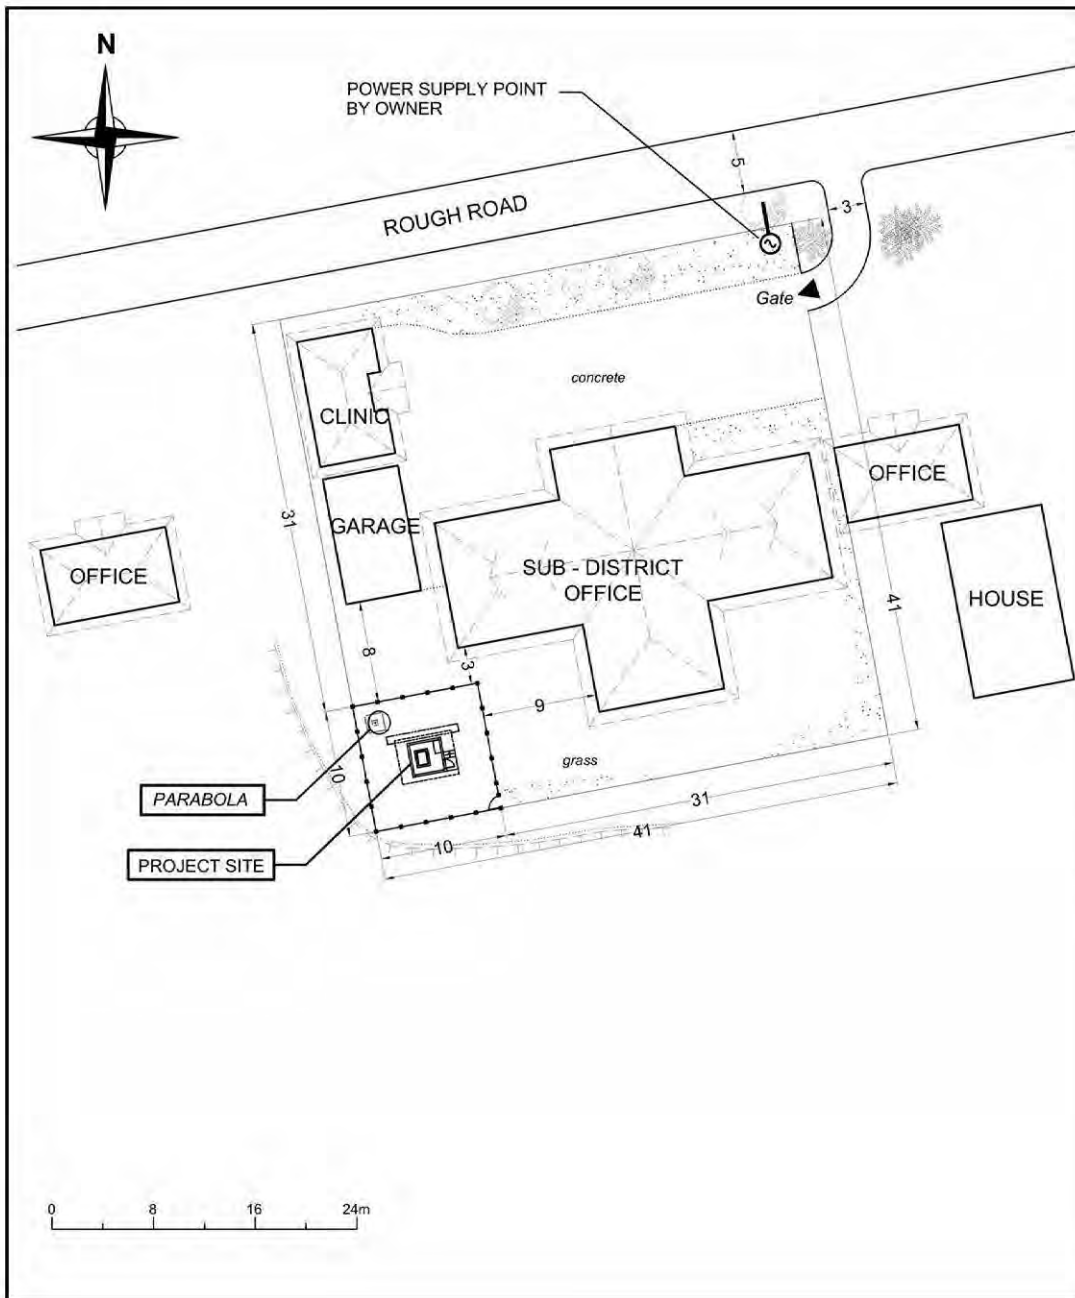 N
POWER SUPPLY POINT
BY OWNER
5
ROUGH ROAD
3
Gate
concrete
CLINIC
31
GARAGE
OFFICE
OFFICE
SUB - DISTRICT
OFFICE
HOUSE
41
8
3
9
grass
10
PARABOLA
31
41
10
PROJECT SITE
0 8 16 24m